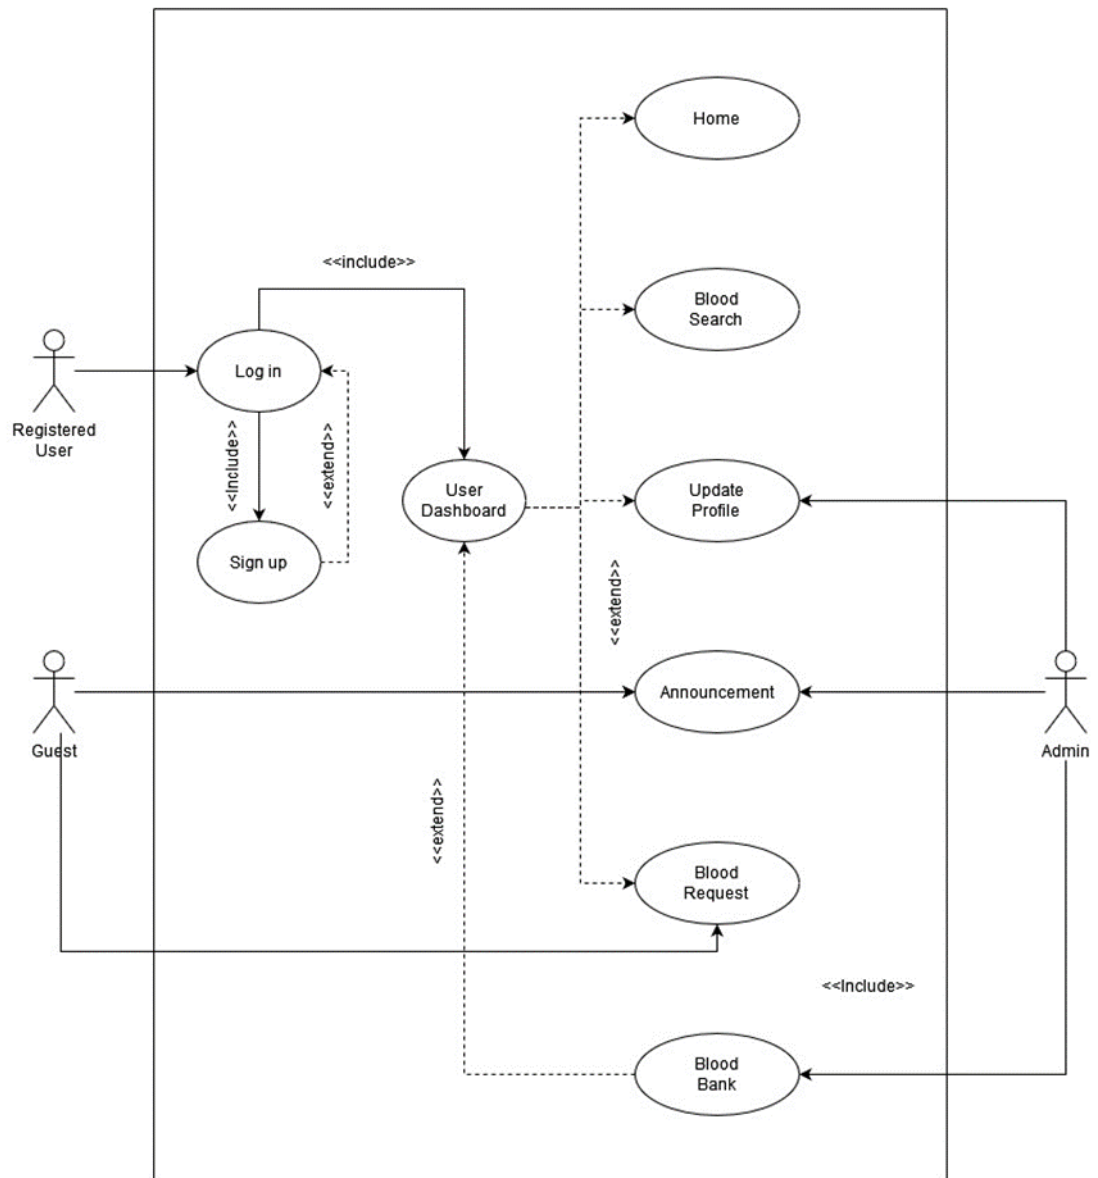 Home
<<include>>
Blood
Search
Log in
Registered
User
<<Include>>
<<extend>>
User
Dashboard
Update
Profile
Sign up
<<extend>>
Announcement
Guest
Admin
<<extend>>
Blood
Request
<<Include>>
Blood
Bank